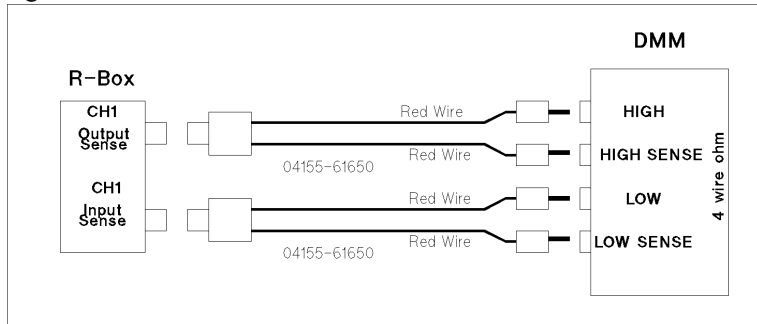 DMM
R-Box
CH1
Output
Sense
Red Wire
HIGH
Red Wire
HIGH SENSE
04155-61650
CH1
Input
Sense
Red Wire
LOW
Red Wire
LOW SENSE
04155-61650
4 wire ohm